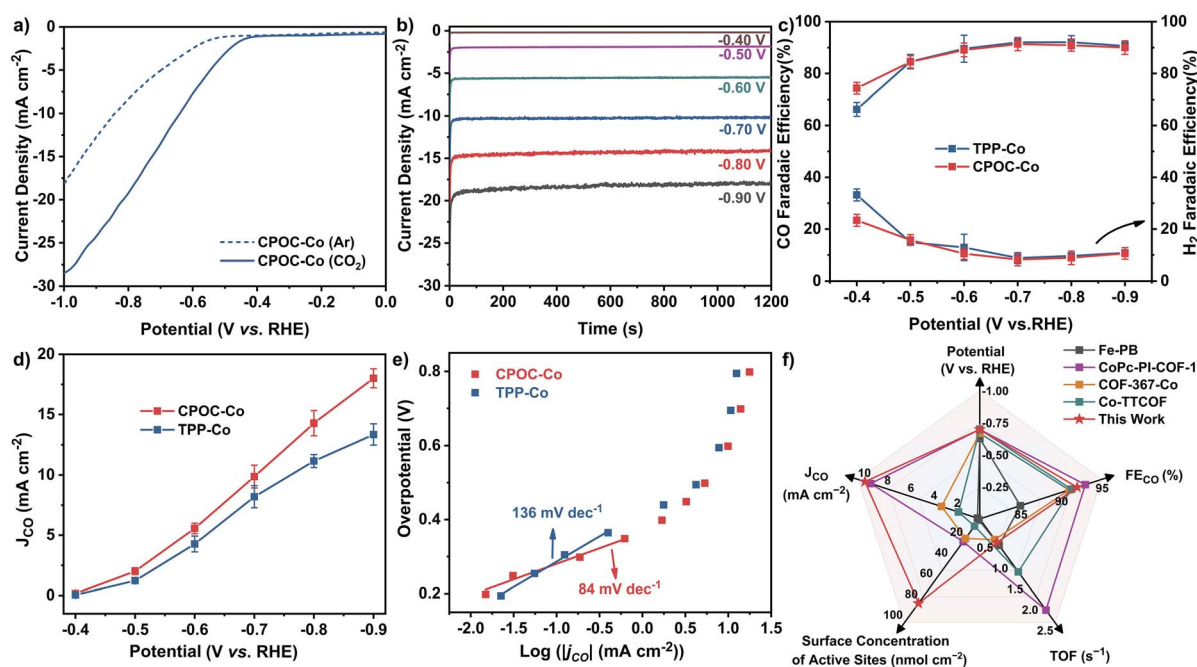 a)
Current Density (mA cm⁻²)
0
-5
-10
-15
-20
-25
-30
CPOC-Co (Ar)
CPOC-Co (CO₂)
-1.0 -0.8 -0.6 -0.4 -0.2 0.0
Potential (V vs. RHE)
b)
Current Density (mA cm⁻²)
0
-5
-10
-15
-20
-25
-30
-0.40 V
-0.50 V
-0.60 V
-0.70 V
-0.80 V
-0.90 V
0 200 400 600 800 1000 1200
Time (s)
c)
CO Faradaic Efficiency(%)
100
80
60
40
20
0
TPP-Co
CPOC-Co
100
80
60
40
20
0
H₂ Faradaic Efficiency(%)
-0.4 -0.5 -0.6 -0.7 -0.8 -0.9
Potential (V vs.RHE)
d)
J_CO (mA cm⁻²)
20
15
10
5
0
CPOC-Co
TPP-Co
-0.4 -0.5 -0.6 -0.7 -0.8 -0.9
Potential (V vs. RHE)
e)
Overpotential (V)
0.8
0.6
0.4
0.2
CPOC-Co
TPP-Co
136 mV dec⁻¹
84 mV dec⁻¹
-2.0 -1.5 -1.0 -0.5 0.0 0.5 1.0 1.5
Log (|j_CO| (mA cm⁻²))
f)
Potential
(V vs. RHE)
Fe-PB
CoPc-PI-COF-1
COF-367-Co
Co-TTCOF
This Work
-1.00
-0.75
-0.50
-0.25
J_CO
(mA cm⁻²)
10 8 6 4 2
FE_CO (%)
85 90 95
20
40
60
80
100
0.5
1.0
1.5
2.0
2.5
Surface Concentration
of Active Sites (nmol cm⁻²)
TOF (s⁻¹)